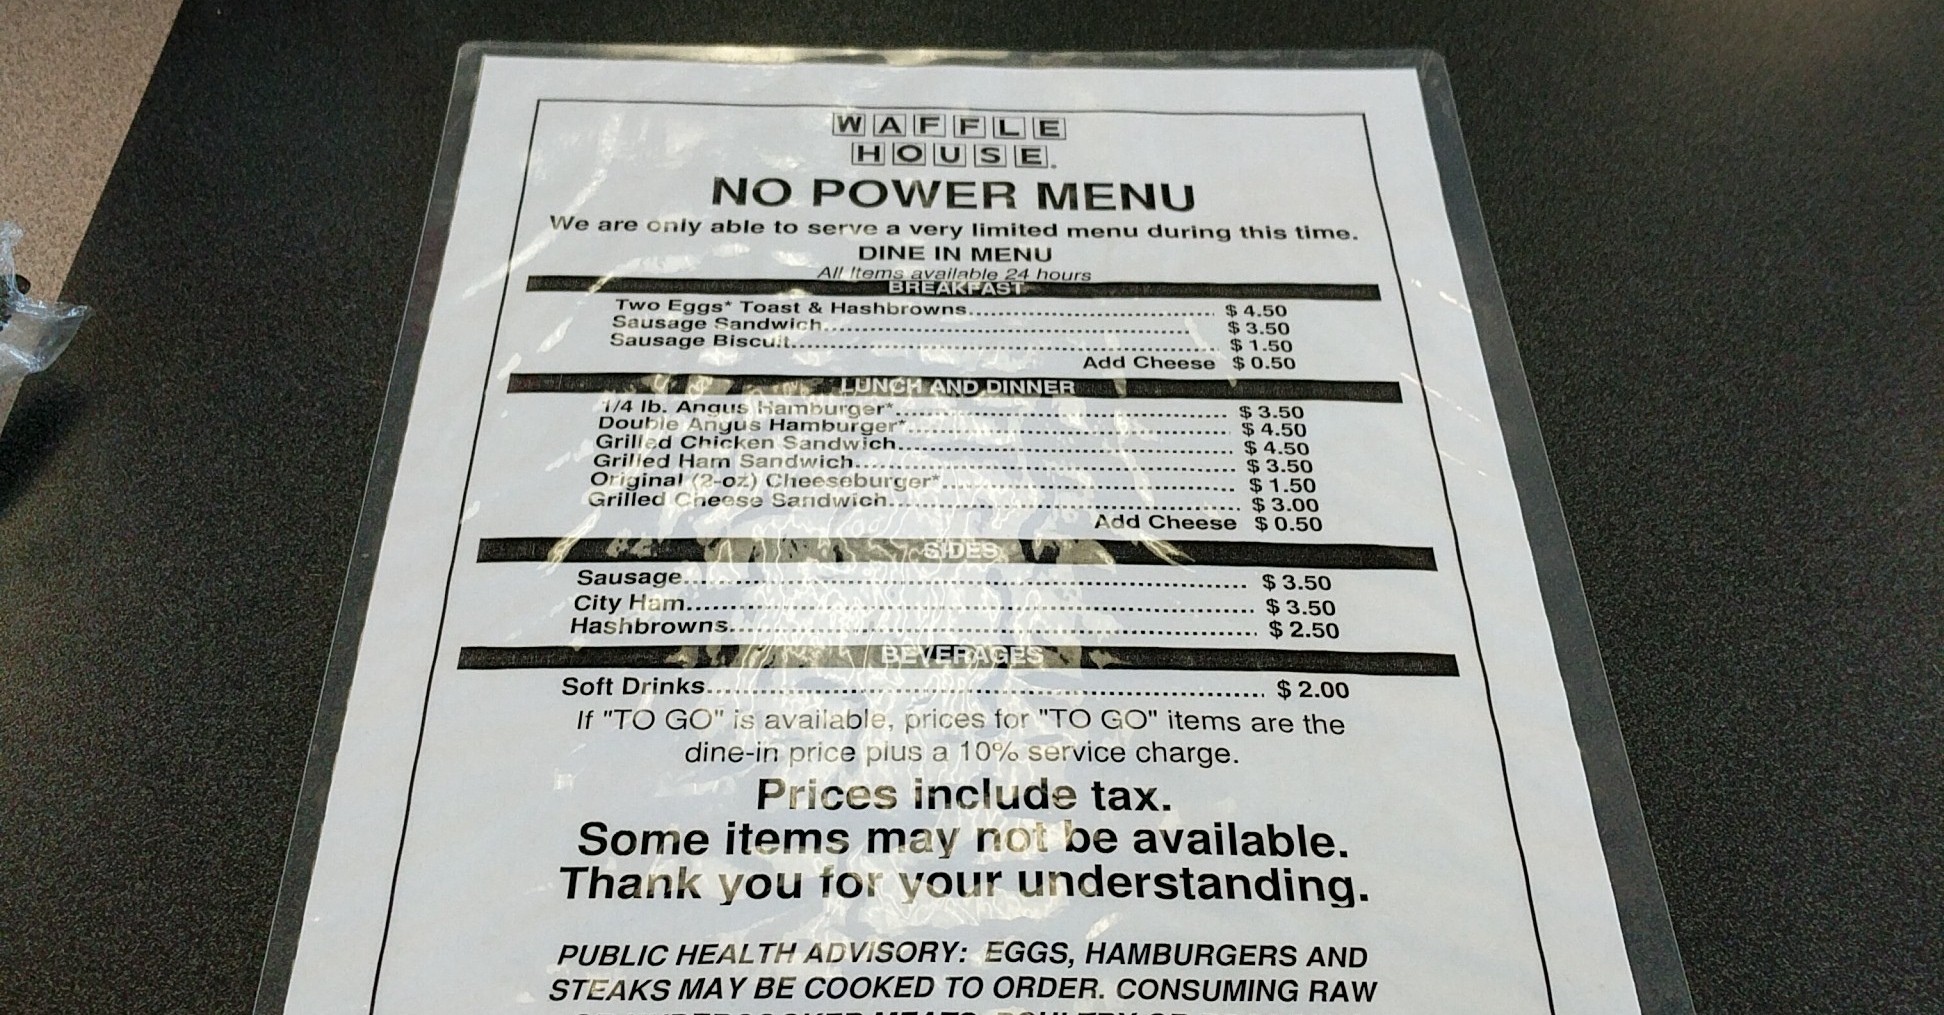 WAFFLE
HOUSE
NO POWER MENU
We are only able to serve a very limited menu during this time.
DINE IN MENU
All Items available 24 hours
BREAKFAST
Two Eggs* Toast & Hashbrowns.......... $ 4.50
Sausage Sandwich.......... $ 3.50
Sausage Biscuit.......... $ 1.50
Add Cheese $ 0.50
LUNCH AND DINNER
1/4 lb. Angus Hamburger*.......... $ 3.50
Double Angus Hamburger*.......... $ 4.50
Grilled Chicken Sandwich.......... $ 4.50
Grilled Ham Sandwich.......... $ 3.50
Original (2-oz) Cheeseburger*.......... $ 1.50
Grilled Cheese Sandwich.......... $ 3.00
Add Cheese $ 0.50
SIDES
Sausage.......... $ 3.50
City Ham.......... $ 3.50
Hashbrowns.......... $ 2.50
BEVERAGES
Soft Drinks.......... $ 2.00
If "TO GO" is available, prices for "TO GO" items are the
dine-in price plus a 10% service charge.
Prices include tax.
Some items may not be available.
Thank you for your understanding.
PUBLIC HEALTH ADVISORY: EGGS, HAMBURGERS AND
STEAKS MAY BE COOKED TO ORDER. CONSUMING RAW